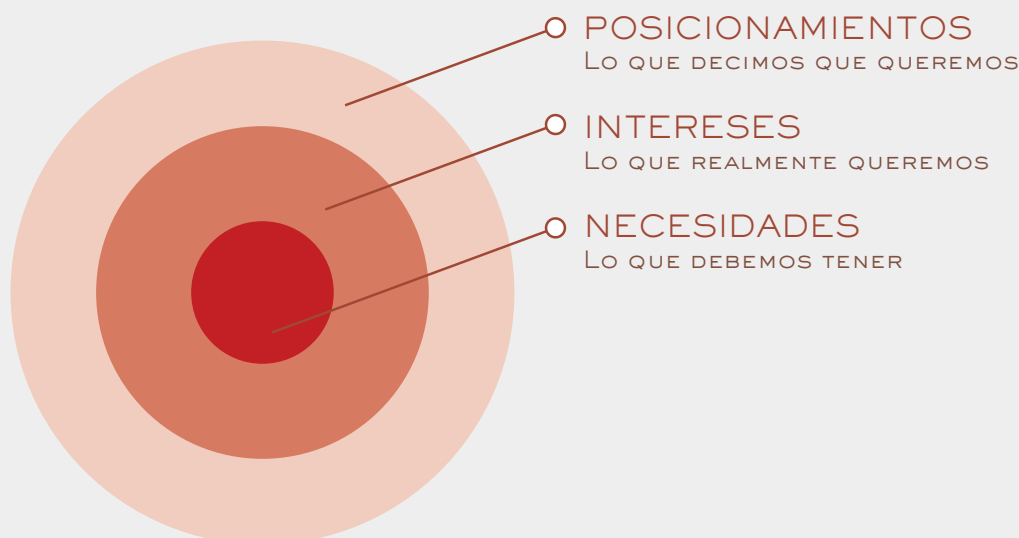 POSICIONAMIENTOS
Lo que decimos que queremos
INTERESES
Lo que realmente queremos
NECESIDADES
Lo que debemos tener